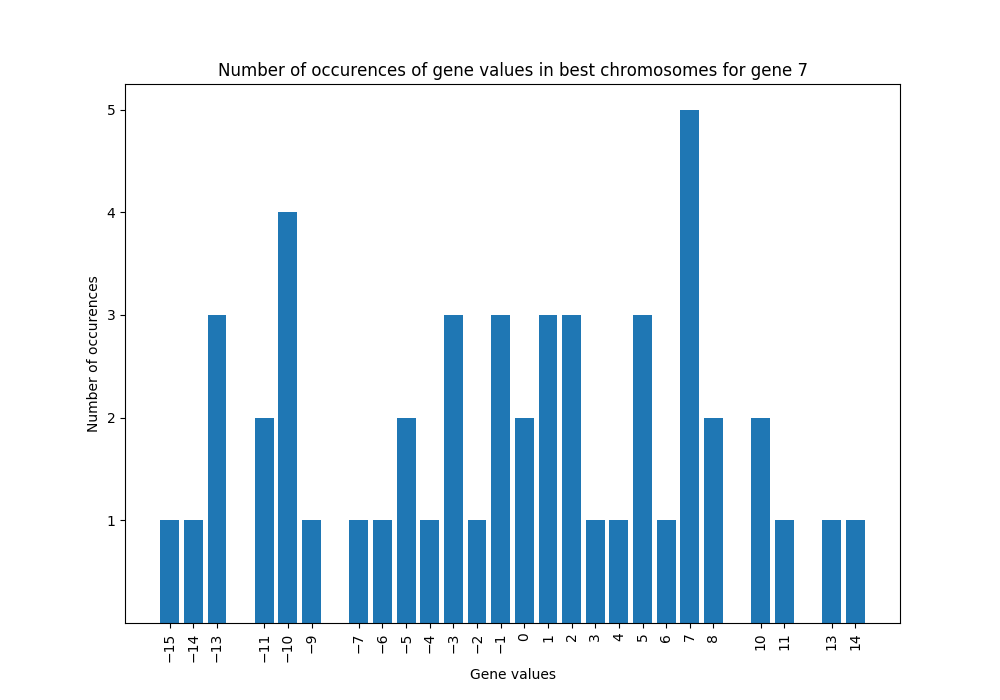 Number of occurences of gene values in best chromosomes for gene 7
5
4
3
2
1
Number of occurences
−15 −14 −13 −11 −10 −9 −7 −6 −5 −4 −3 −2 −1 0 1 2 3 4 5 6 7 8 10 11 13 14
Gene values